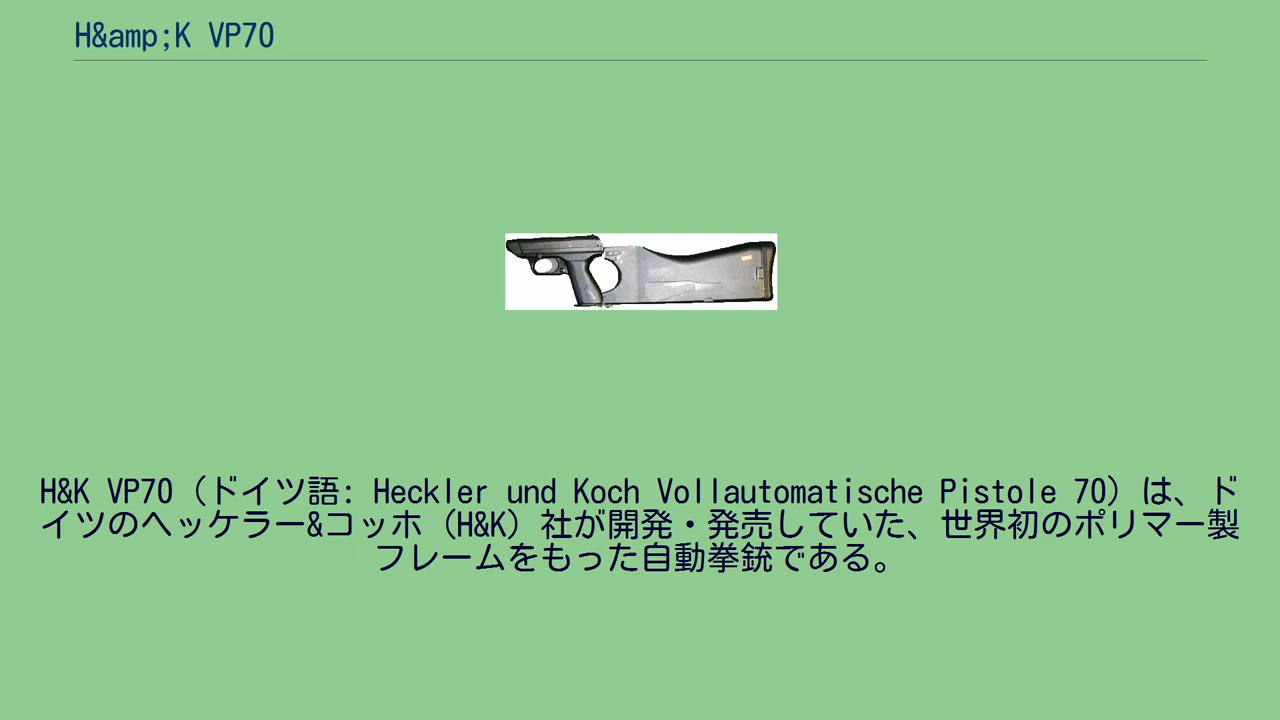 H&amp;K VP70
H&K VP70（ドイツ語: Heckler und Koch Vollautomatische Pistole 70）は、ド
イツのヘッケラー&コッホ（H&K）社が開発・発売していた、世界初のポリマー製
フレームをもった自動拳銃である。